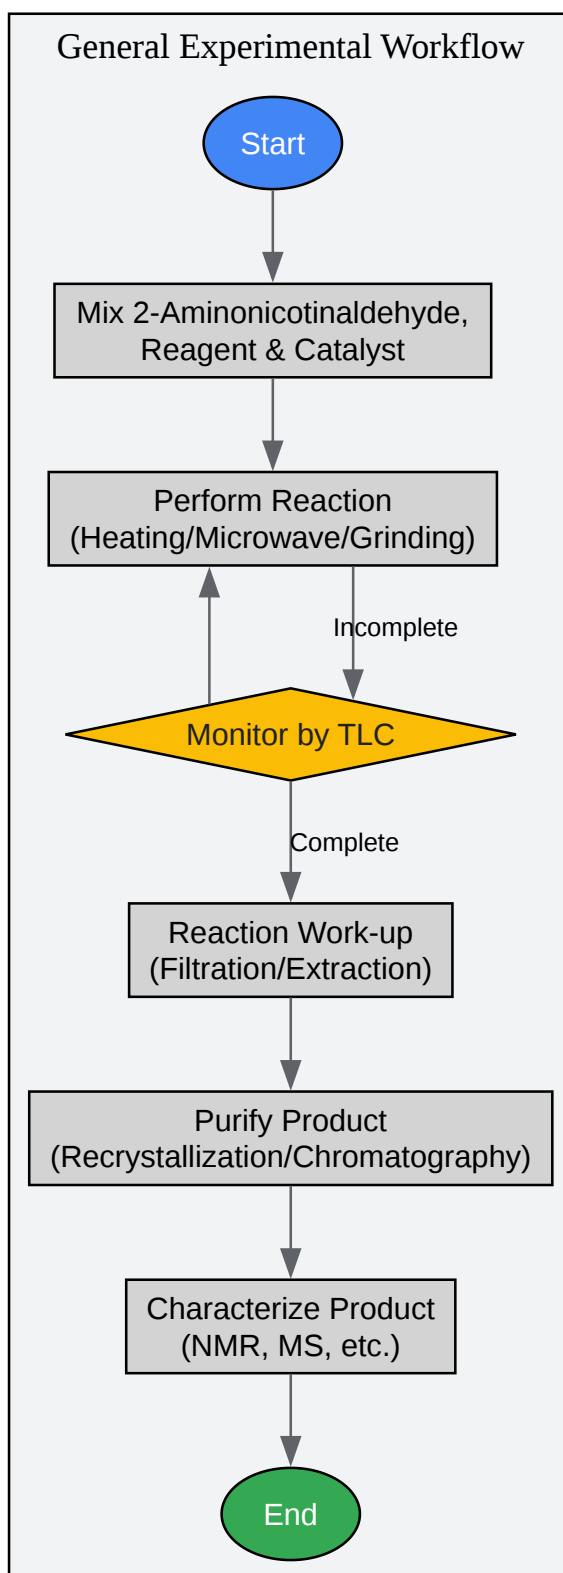 General Experimental Workflow
Start
Mix 2-Aminonicotinaldehyde,
Reagent & Catalyst
Perform Reaction
(Heating/Microwave/Grinding)
Incomplete
Monitor by TLC
Complete
Reaction Work-up
(Filtration/Extraction)
Purify Product
(Recrystallization/Chromatography)
Characterize Product
(NMR, MS, etc.)
End